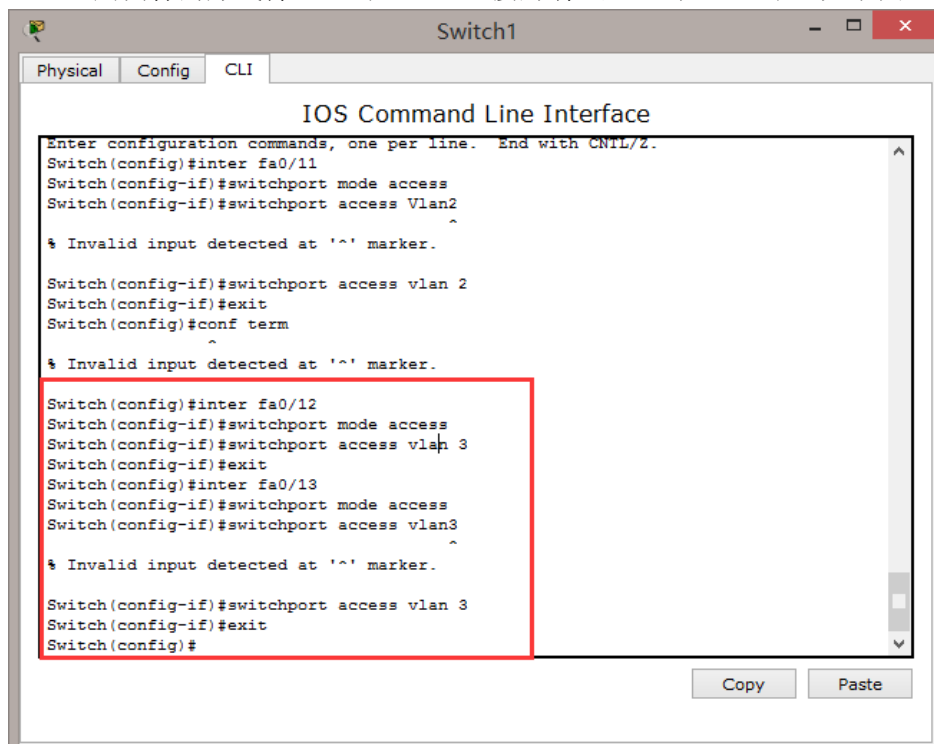 Switch1
Physical Config CLI
IOS Command Line Interface
Enter configuration commands, one per line. End with CNTL/Z.
Switch(config)#inter fa0/11
Switch(config-if)#switchport mode access
Switch(config-if)#switchport access Vlan2
^
% Invalid input detected at '^' marker.
Switch(config-if)#switchport access vlan 2
Switch(config-if)#exit
Switch(config)#conf term
^
% Invalid input detected at '^' marker.
Switch(config)#inter fa0/12
Switch(config-if)#switchport mode access
Switch(config-if)#switchport access vlan 3
Switch(config-if)#exit
Switch(config)#inter fa0/13
Switch(config-if)#switchport mode access
Switch(config-if)#switchport access vlan3
^
% Invalid input detected at '^' marker.
Switch(config-if)#switchport access vlan 3
Switch(config-if)#exit
Switch(config)#
Copy Paste